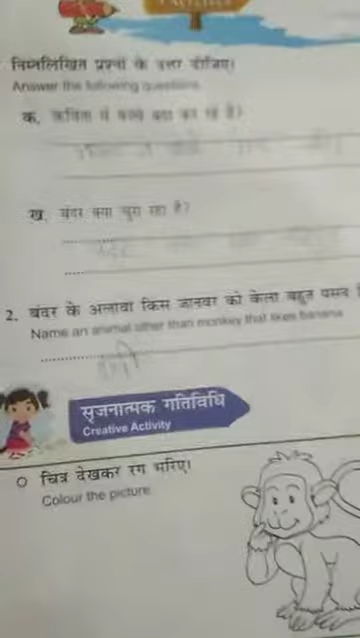 निम्नलिखित प्रश्नों के उत्तर दीजिए।
Answer the following questions.
क. कविता में बच्चे क्या कर रहे हैं?
ख. बंदर क्या चुरा रहा है?
2. बंदर के अलावा किस जानवर को केला बहुत पसंद
Name an animal other than monkey that likes banana
हाथी
सृजनात्मक गतिविधि
Creative Activity
चित्र देखकर रंग भरिए।
Colour the picture